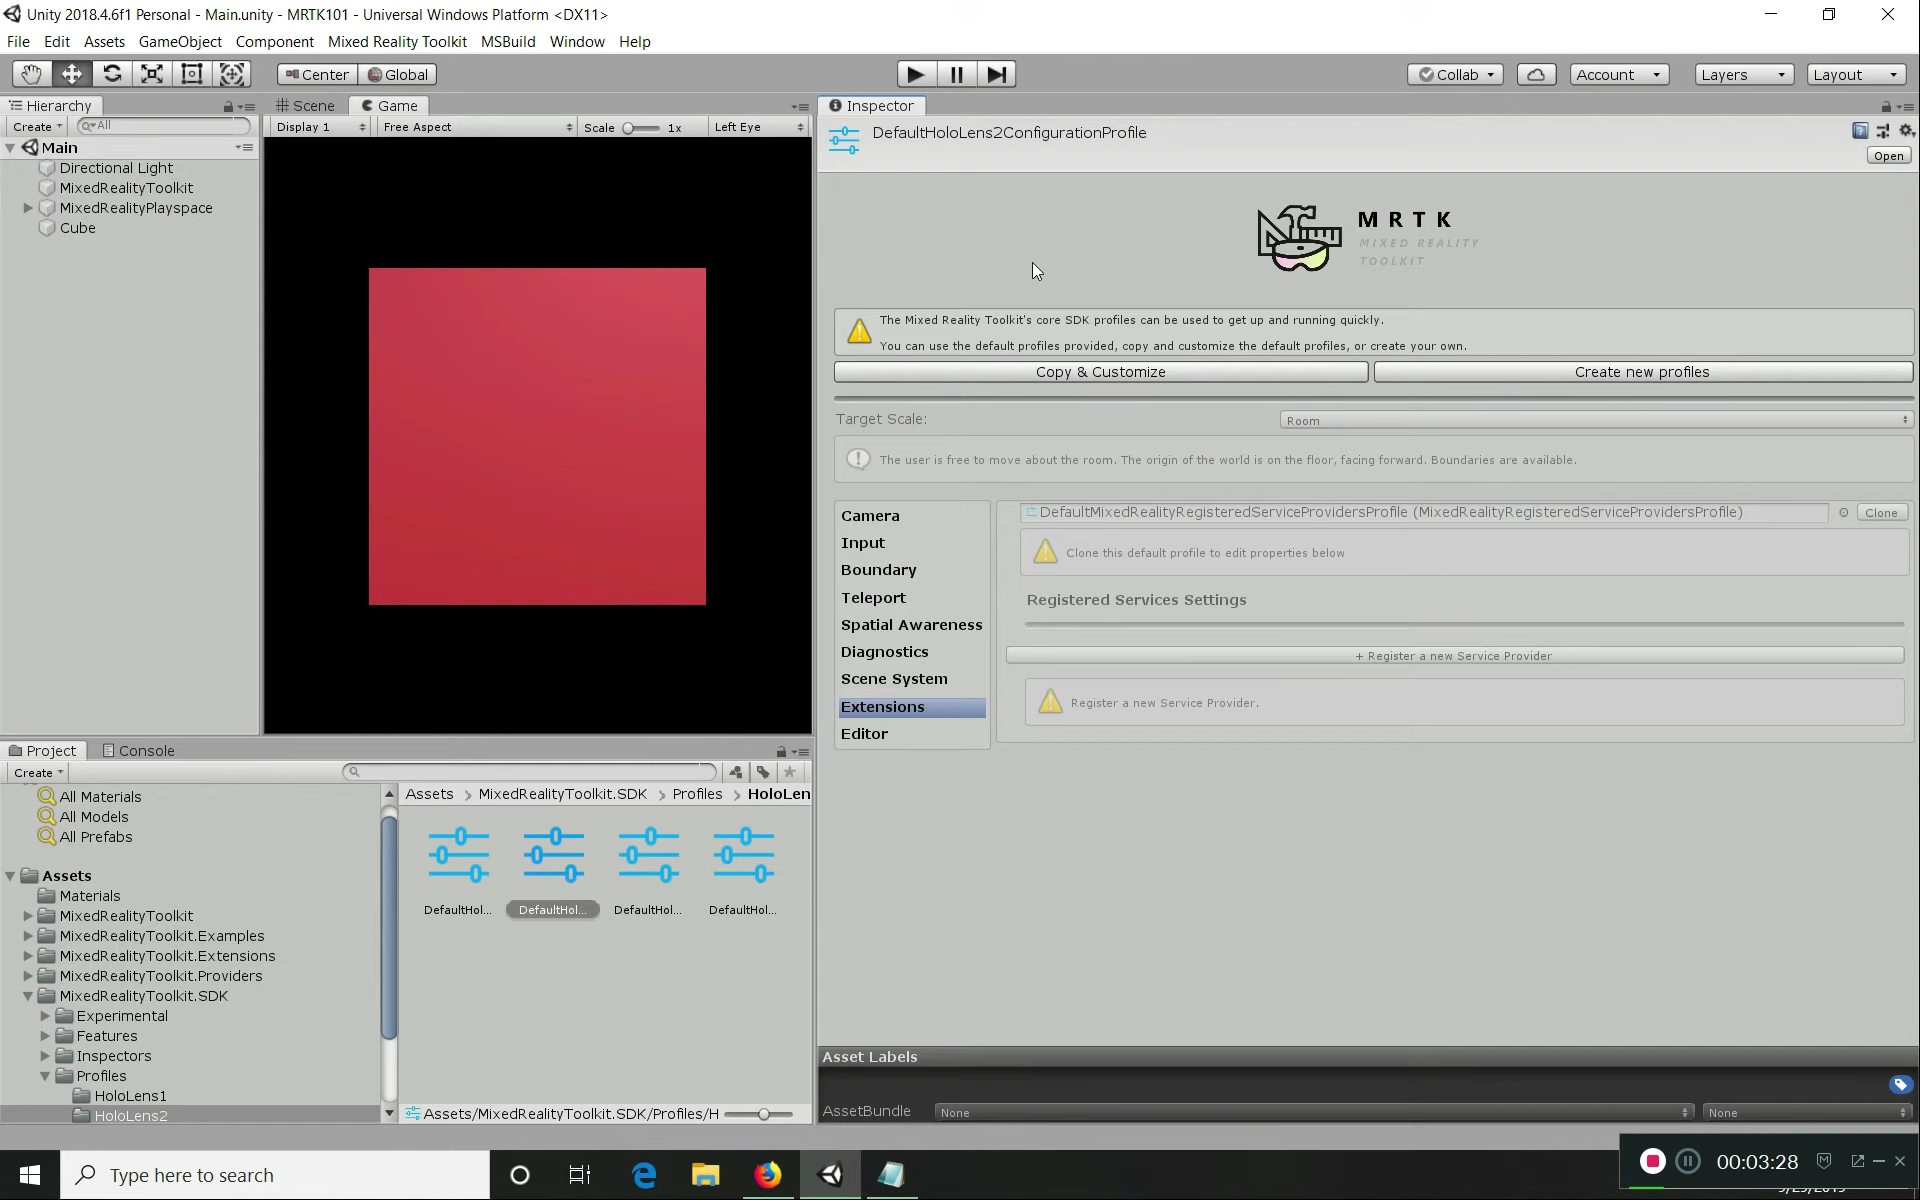 Unity 2018.4.6f1 Personal - Main.unity - MRTK101 - Universal Windows Platform <DX11>
File Edit Assets GameObject Component Mixed Reality Toolkit MSBuild Window Help
Center Global Collab Account Layers Layout
Hierarchy
Create All
Main
Directional Light
MixedRealityToolkit
MixedRealityPlayspace
Cube
Scene Game
Display 1 Free Aspect Scale 1x Left Eye
Inspector
DefaultHoloLens2ConfigurationProfile
Open
MRTK
MIXED REALITY
TOOLKIT
The Mixed Reality Toolkit's core SDK profiles can be used to get up and running quickly.
You can use the default profiles provided, copy and customize the default profiles, or create your own.
Copy & Customize Create new profiles
Target Scale: Room
The user is free to move about the room. The origin of the world is on the floor, facing forward. Boundaries are available.
Camera
Input
Boundary
Teleport
Spatial Awareness
Diagnostics
Scene System
Extensions
Editor
DefaultMixedRealityRegisteredServiceProvidersProfile (MixedRealityRegisteredServiceProvidersProfile) Clone
Clone this default profile to edit properties below
Registered Services Settings
+ Register a new Service Provider
Register a new Service Provider.
Project Console
Create
All Materials
All Models
All Prefabs
Assets
Materials
MixedRealityToolkit
MixedRealityToolkit.Examples
MixedRealityToolkit.Extensions
MixedRealityToolkit.Providers
MixedRealityToolkit.SDK
Experimental
Features
Inspectors
Profiles
HoloLens1
HoloLens2
Assets MixedRealityToolkit.SDK Profiles HoloLen
DefaultHol... DefaultHol... DefaultHol... DefaultHol...
Assets/MixedRealityToolkit.SDK/Profiles/H
Asset Labels
AssetBundle None None
Type here to search
00:03:28